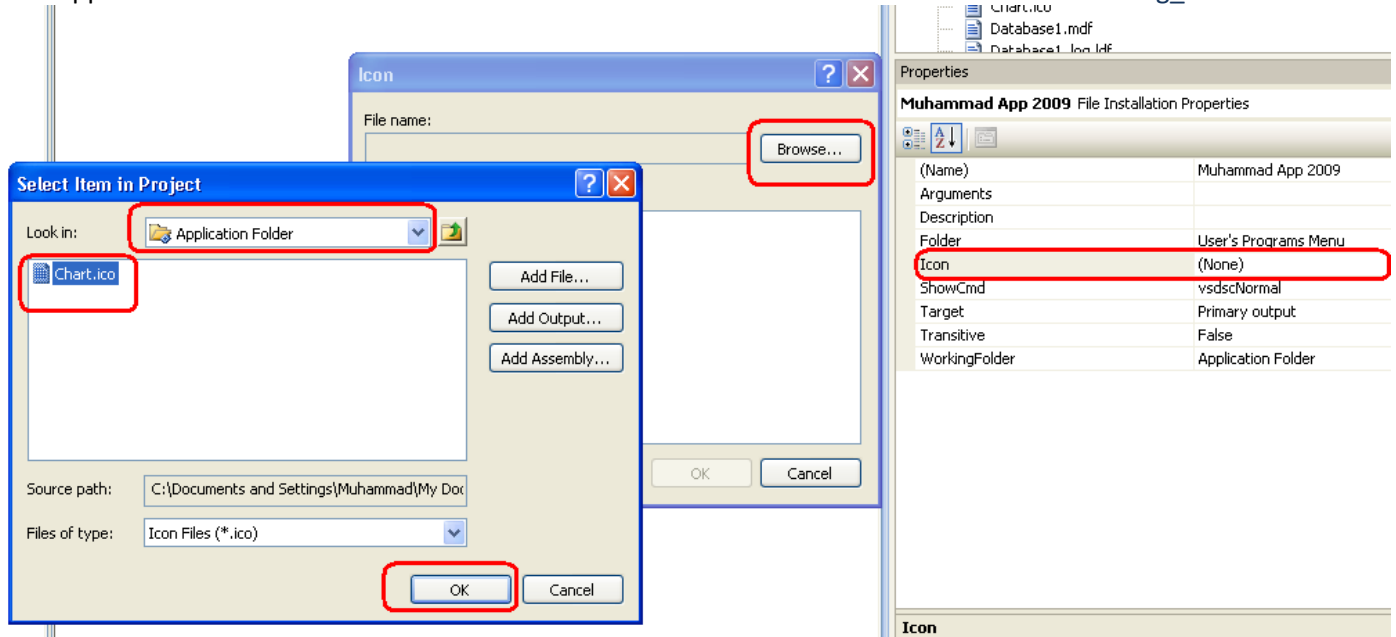 Chart.ico
Database1.mdf
Database1_log.ldf
Icon
File name:
Browse...
OK
Cancel
Select Item in Project
Look in:
Application Folder
Chart.ico
Add File...
Add Output...
Add Assembly...
Source path:
C:\Documents and Settings\Muhammad\My Doc
Files of type:
Icon Files (*.ico)
OK
Cancel
Properties
Muhammad App 2009 File Installation Properties
(Name) Muhammad App 2009
Arguments
Description
Folder User's Programs Menu
Icon (None)
ShowCmd vsdscNormal
Target Primary output
Transitive False
WorkingFolder Application Folder
Icon